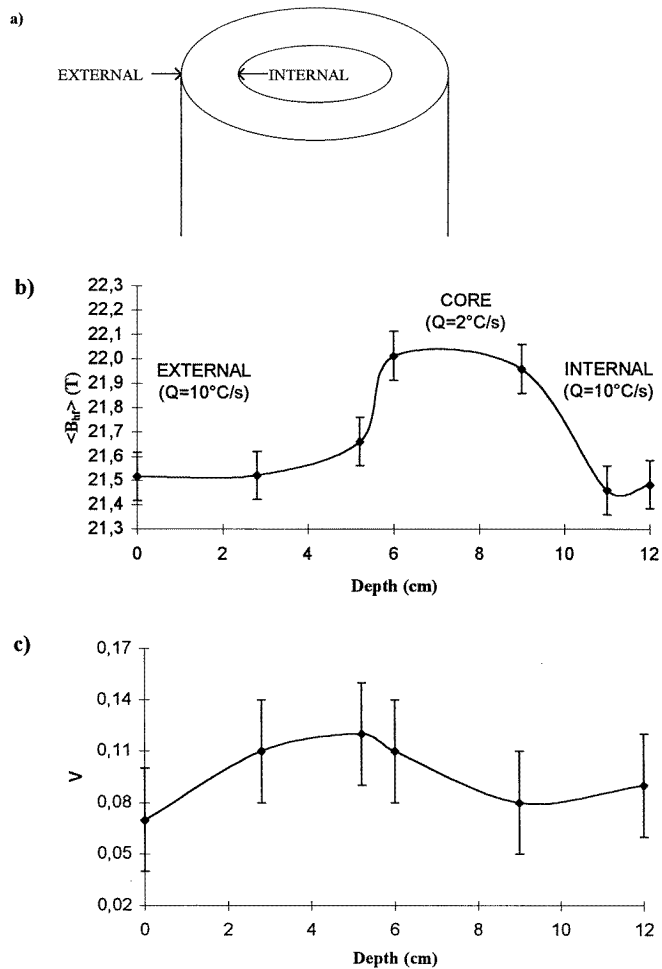 a)
EXTERNAL INTERNAL
b)
22,3
22,2
22,1
22,0
21,9
21,8
21,7
21,6
21,5
21,4
21,3
<B_hf> (T)
EXTERNAL
(Q=10°C/s)
CORE
(Q=2°C/s)
INTERNAL
(Q=10°C/s)
0 2 4 6 8 10 12
Depth (cm)
c)
0,17
0,14
0,11
0,08
0,05
0,02
V
0 2 4 6 8 10 12
Depth (cm)